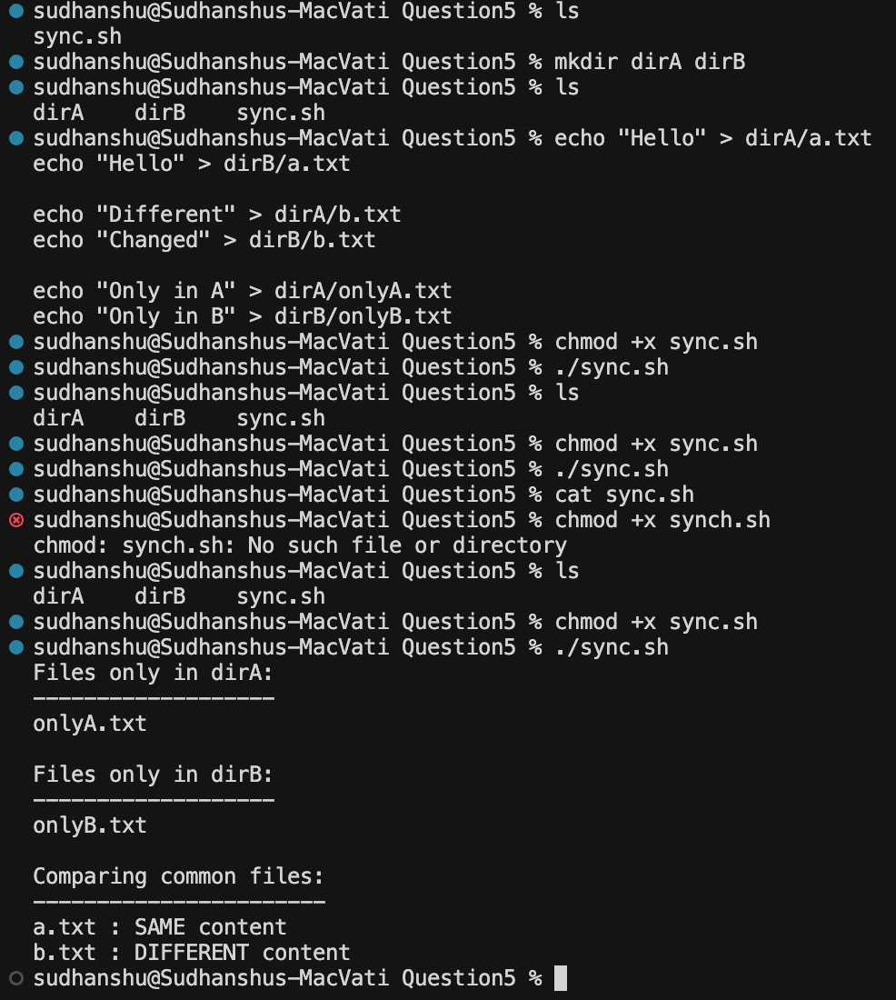 sudhanshu@Sudhanshus-MacVati Question5 % ls
sync.sh
sudhanshu@Sudhanshus-MacVati Question5 % mkdir dirA dirB
sudhanshu@Sudhanshus-MacVati Question5 % ls
dirA    dirB    sync.sh
sudhanshu@Sudhanshus-MacVati Question5 % echo "Hello" > dirA/a.txt
echo "Hello" > dirB/a.txt

echo "Different" > dirA/b.txt
echo "Changed" > dirB/b.txt

echo "Only in A" > dirA/onlyA.txt
echo "Only in B" > dirB/onlyB.txt
sudhanshu@Sudhanshus-MacVati Question5 % chmod +x sync.sh
sudhanshu@Sudhanshus-MacVati Question5 % ./sync.sh
sudhanshu@Sudhanshus-MacVati Question5 % ls
dirA    dirB    sync.sh
sudhanshu@Sudhanshus-MacVati Question5 % chmod +x sync.sh
sudhanshu@Sudhanshus-MacVati Question5 % ./sync.sh
sudhanshu@Sudhanshus-MacVati Question5 % cat sync.sh
sudhanshu@Sudhanshus-MacVati Question5 % chmod +x synch.sh
chmod: synch.sh: No such file or directory
sudhanshu@Sudhanshus-MacVati Question5 % ls
dirA    dirB    sync.sh
sudhanshu@Sudhanshus-MacVati Question5 % chmod +x sync.sh
sudhanshu@Sudhanshus-MacVati Question5 % ./sync.sh
Files only in dirA:
-------------------
onlyA.txt

Files only in dirB:
-------------------
onlyB.txt

Comparing common files:
-----------------------
a.txt : SAME content
b.txt : DIFFERENT content
sudhanshu@Sudhanshus-MacVati Question5 %